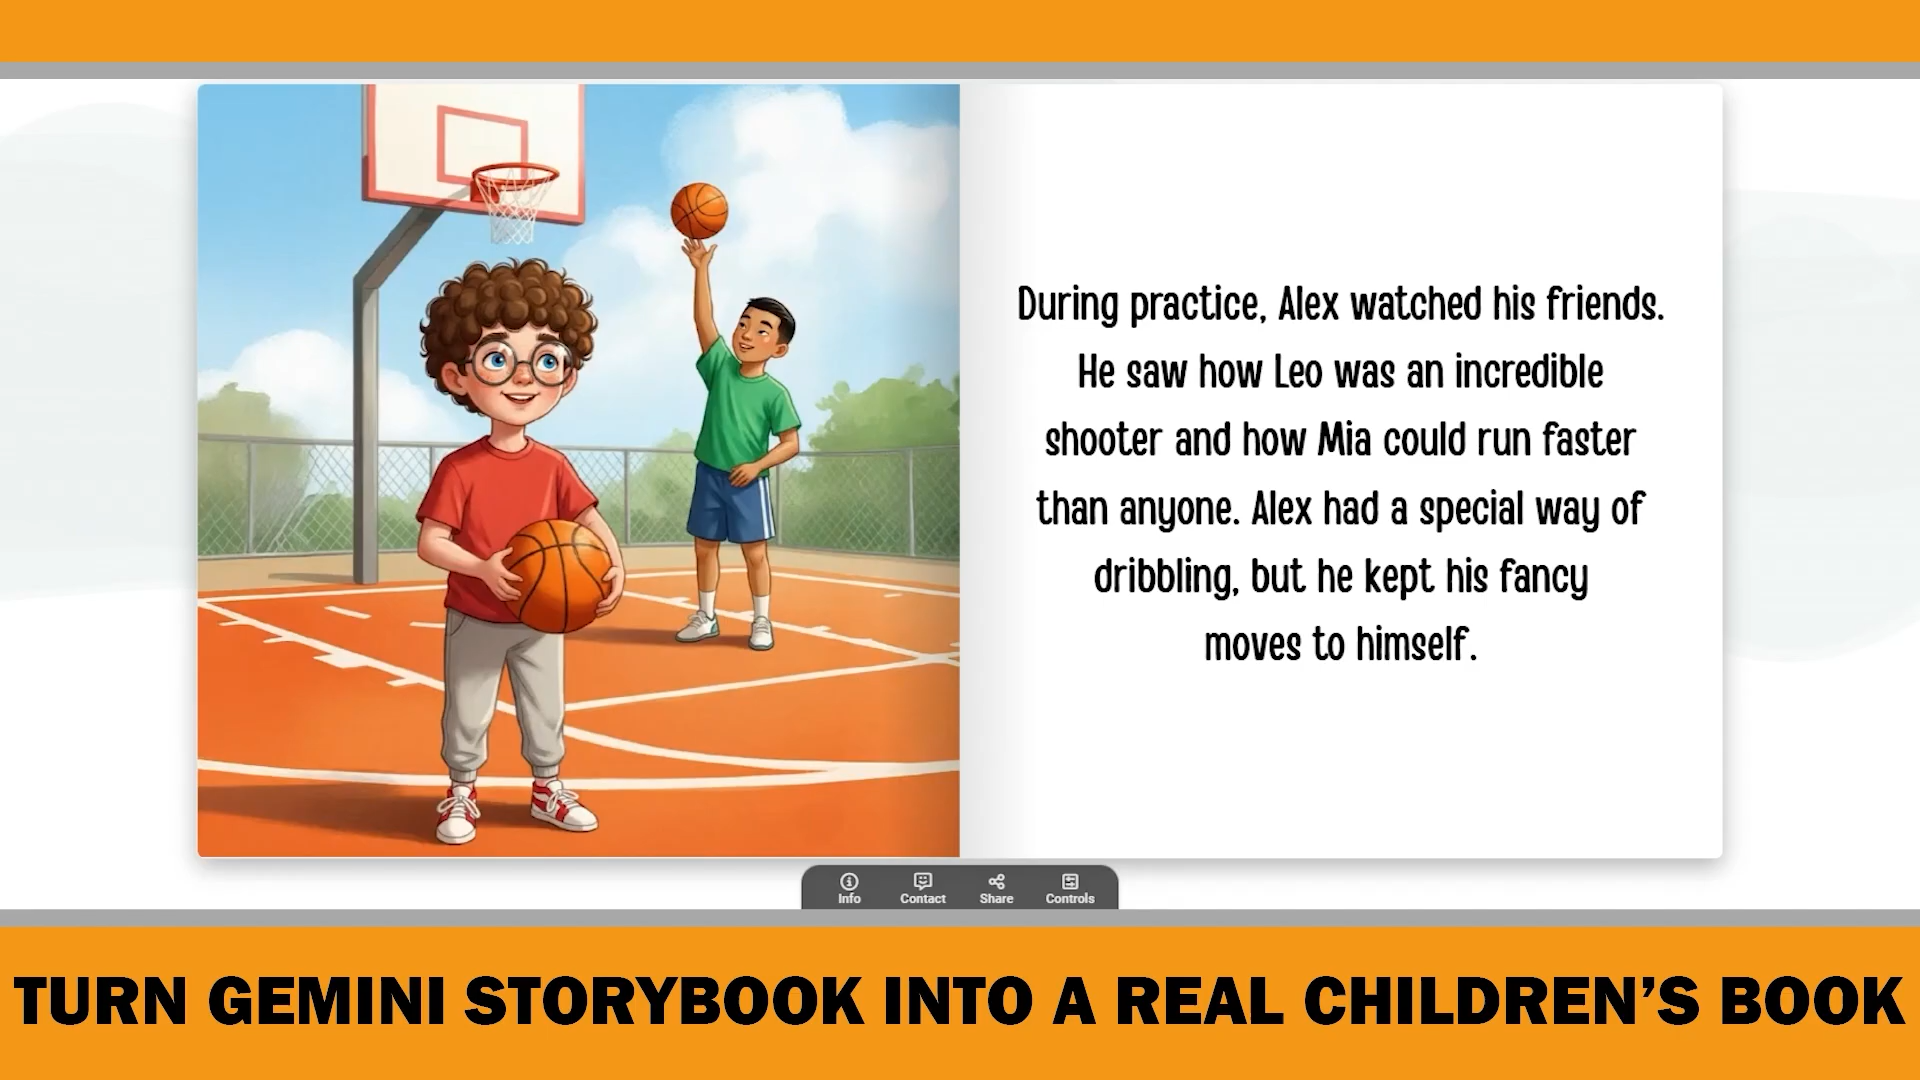 During practice, Alex watched his friends.
He saw how Leo was an incredible
shooter and how Mia could run faster
than anyone. Alex had a special way of
dribbling, but he kept his fancy
moves to himself.
Info Contact Share Controls
TURN GEMINI STORYBOOK INTO A REAL CHILDREN’S BOOK